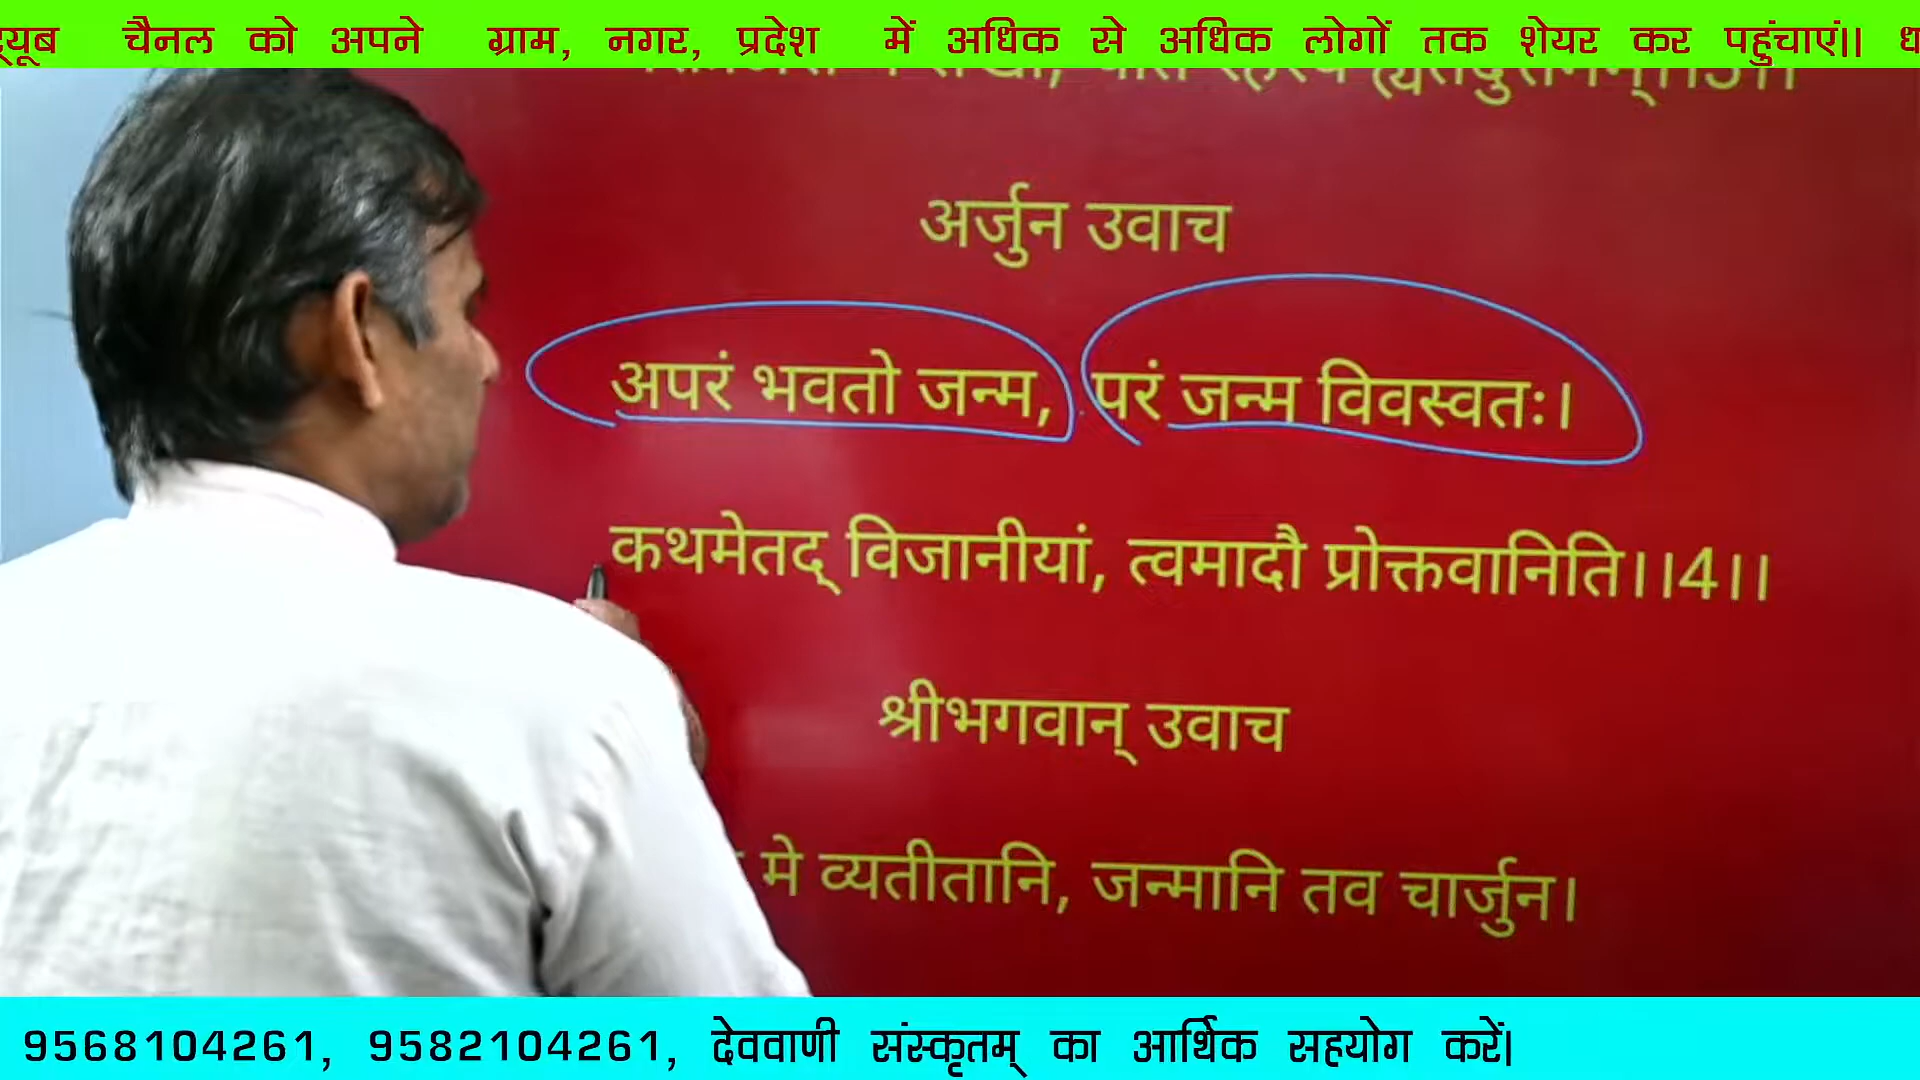 चैनल को अपने ग्राम, नगर, प्रदेश में अधिक से अधिक लोगों तक शेयर कर पहुंचाएं।।
अर्जुन उवाच
अपरं भवतो जन्म, परं जन्म विवस्वतः।
कथमेतद् विजानीयां, त्वमादौ प्रोक्तवानिति।।4।।
श्रीभगवान् उवाच
मे व्यतीतानि, जन्मानि तव चार्जुन।
9568104261, 9582104261, देववाणी संस्कृतम् का आर्थिक सहयोग करें।